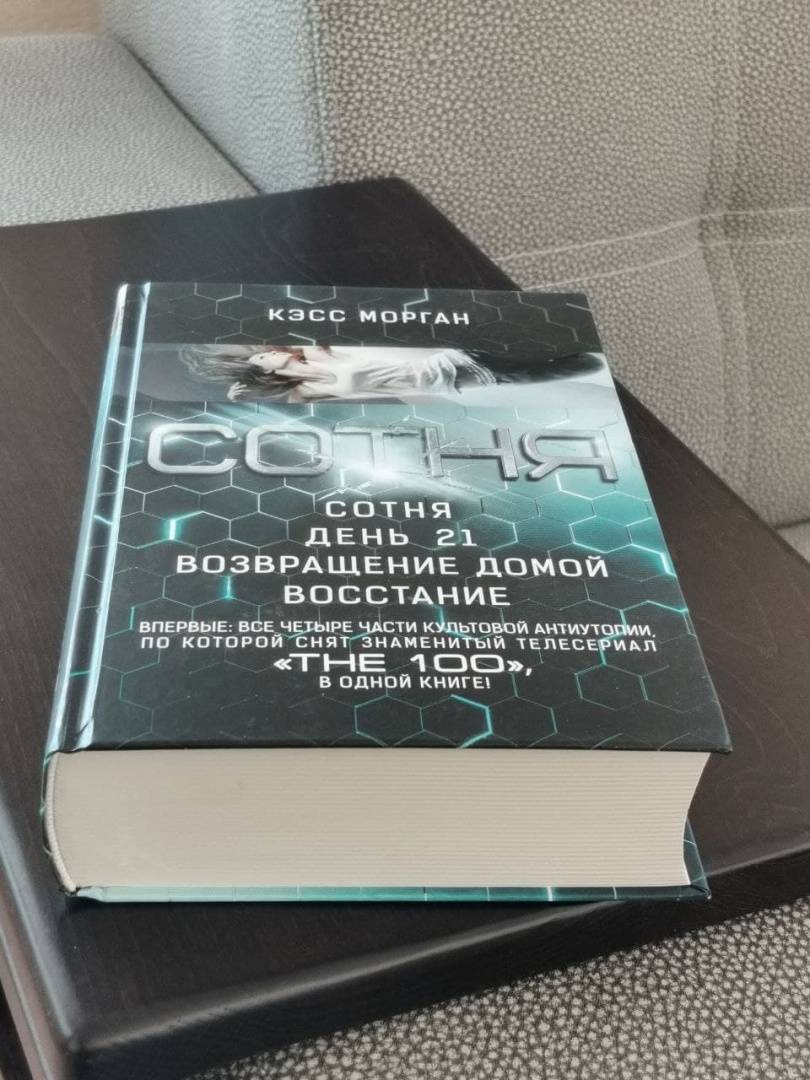 КЭСС МОРГАН
СОТНЯ
СОТНЯ
ДЕНЬ 21
ВОЗВРАЩЕНИЕ ДОМОЙ
ВОССТАНИЕ
ВПЕРВЫЕ: ВСЕ ЧЕТЫРЕ ЧАСТИ КУЛЬТОВОЙ АНТИУТОПИИ,
ПО КОТОРОЙ СНЯТ ЗНАМЕНИТЫЙ ТЕЛЕСЕРИАЛ
«THE 100»,
В ОДНОЙ КНИГЕ!